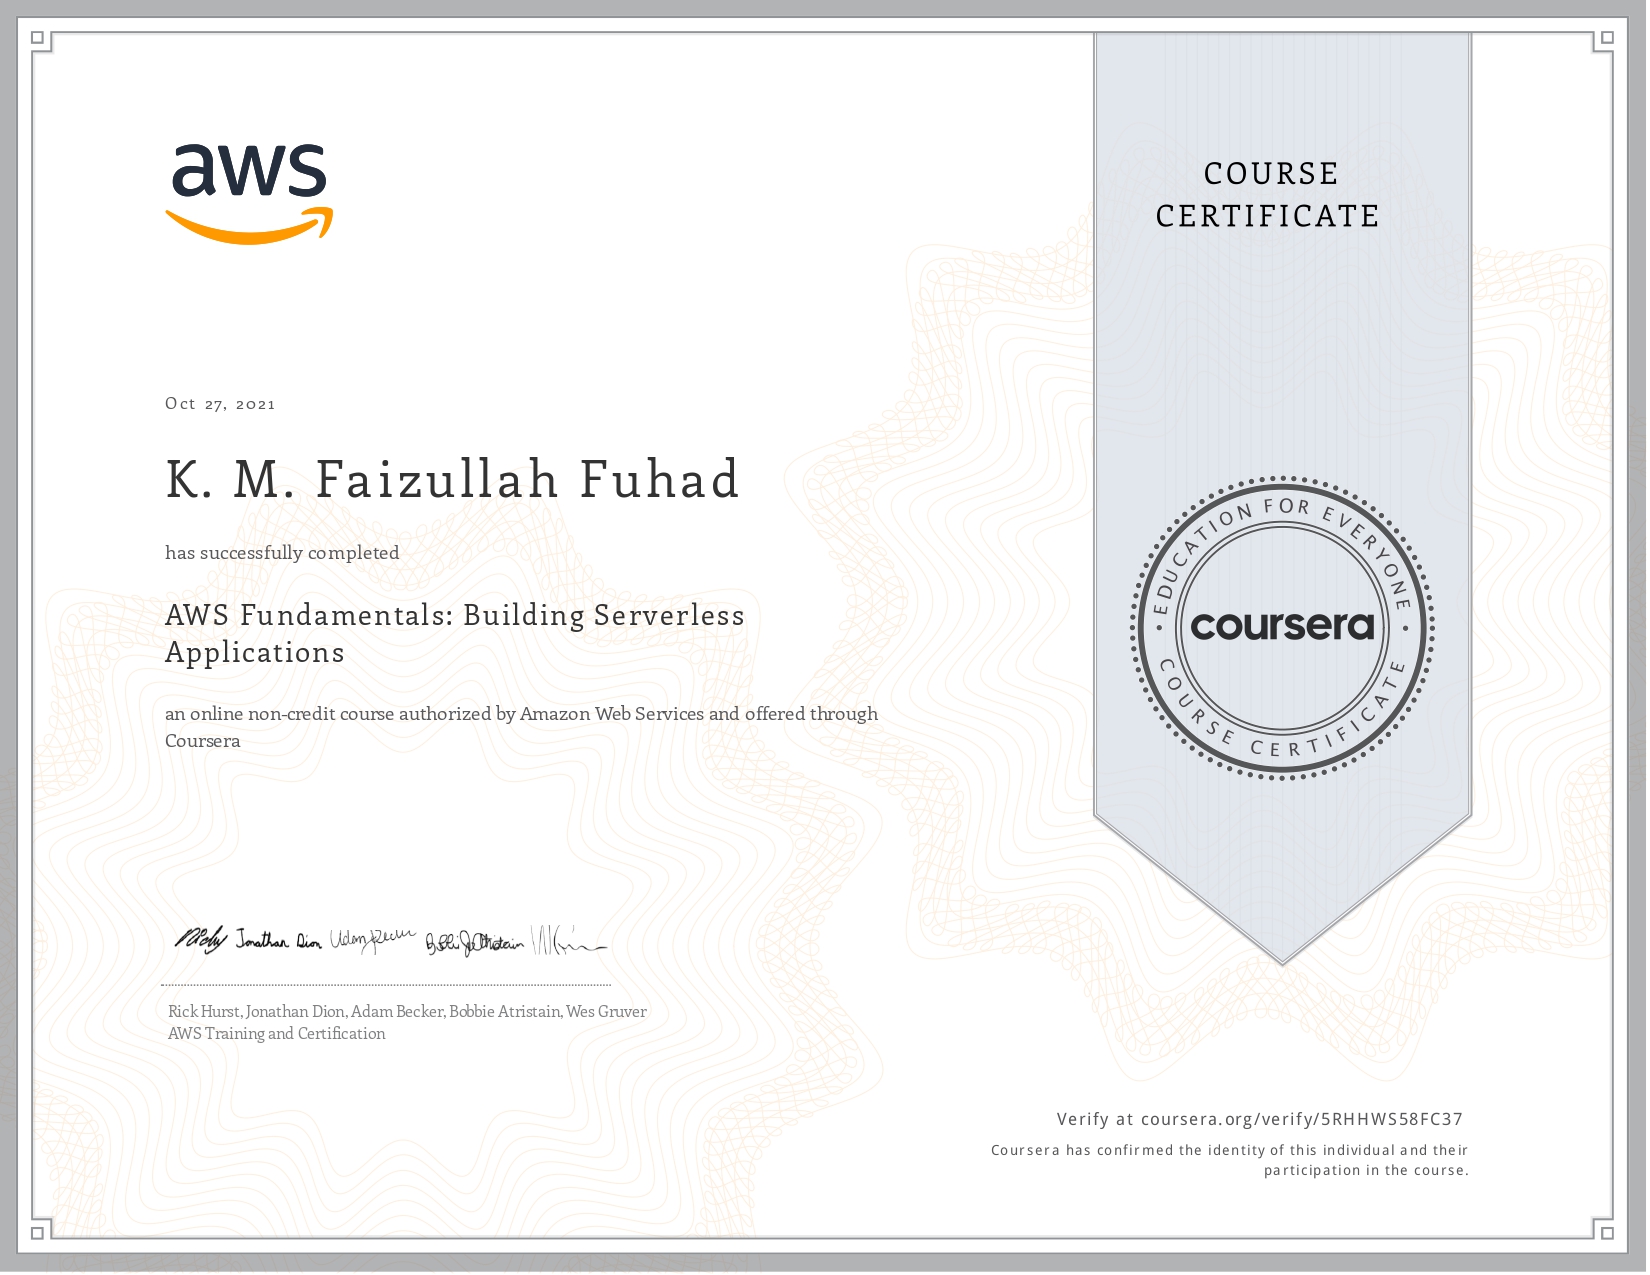 aws
COURSE
CERTIFICATE
Oct 27, 2021
K. M. Faizullah Fuhad
has successfully completed
AWS Fundamentals: Building Serverless
Applications
an online non-credit course authorized by Amazon Web Services and offered through
Coursera
EDUCATION FOR EVERYONE
coursera
COURSE CERTIFICATE
Jonathan Dion
Rick Hurst, Jonathan Dion, Adam Becker, Bobbie Atristain, Wes Gruver
AWS Training and Certification
Verify at coursera.org/verify/5RHHWS58FC37
Coursera has confirmed the identity of this individual and their
participation in the course.